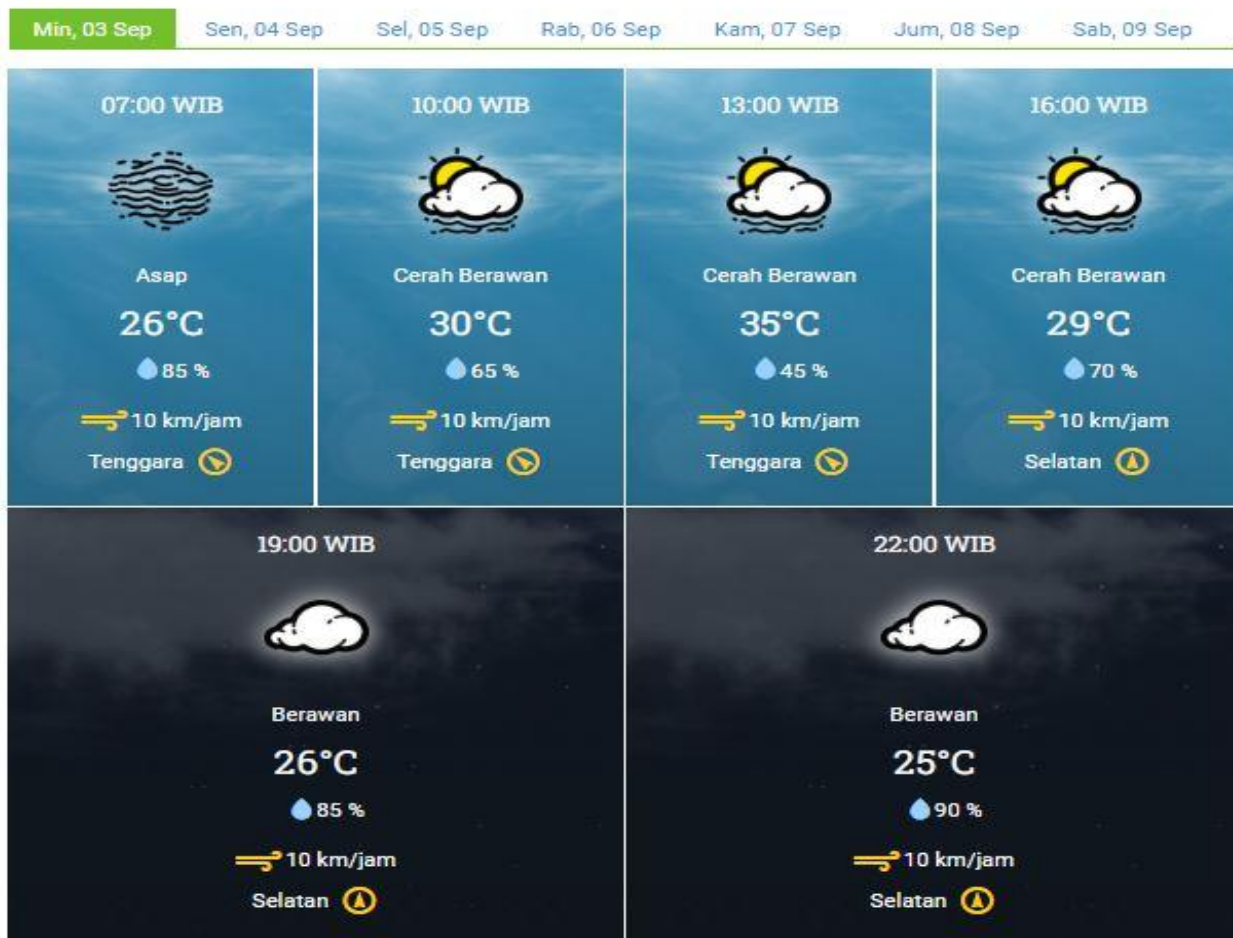 Min, 03 Sep Sen, 04 Sep Sel, 05 Sep Rab, 06 Sep Kam, 07 Sep Jum, 08 Sep Sab, 09 Sep
07:00 WIB
Asap
26°C
85 %
10 km/jam
Tenggara
10:00 WIB
Cerah Berawan
30°C
65 %
10 km/jam
Tenggara
13:00 WIB
Cerah Berawan
35°C
45 %
10 km/jam
Tenggara
16:00 WIB
Cerah Berawan
29°C
70 %
10 km/jam
Selatan
19:00 WIB
Berawan
26°C
85 %
10 km/jam
Selatan
22:00 WIB
Berawan
25°C
90 %
10 km/jam
Selatan